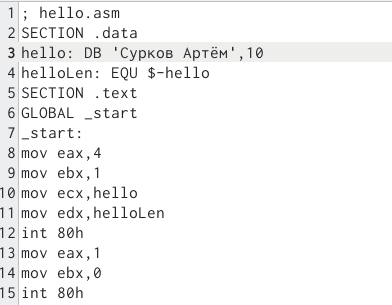 1 ; hello.asm
2 SECTION .data
3 hello: DB 'Сурков Артём',10
4 helloLen: EQU $-hello
5 SECTION .text
6 GLOBAL _start
7 _start:
8 mov eax,4
9 mov ebx,1
10 mov ecx,hello
11 mov edx,helloLen
12 int 80h
13 mov eax,1
14 mov ebx,0
15 int 80h